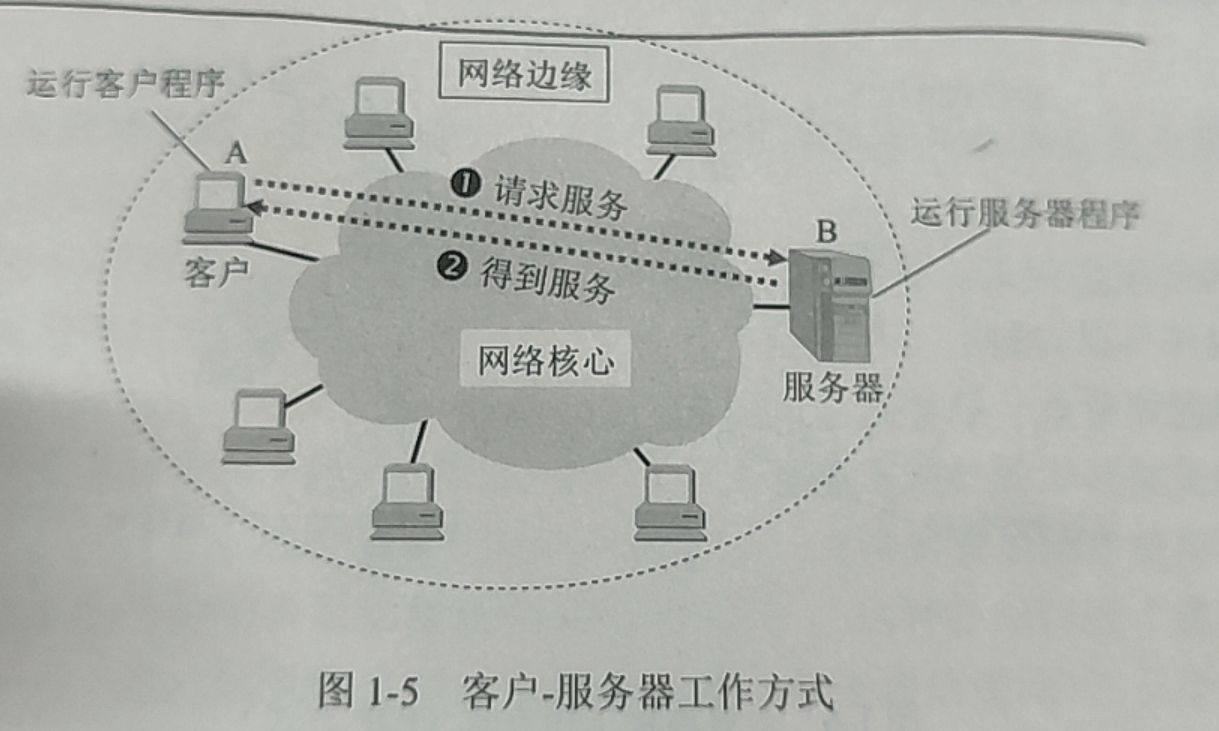 网络边缘
运行客户程序
A
❶ 请求服务
运行服务器程序
B
客户
❷ 得到服务
网络核心
服务器
图 1-5 客户-服务器工作方式